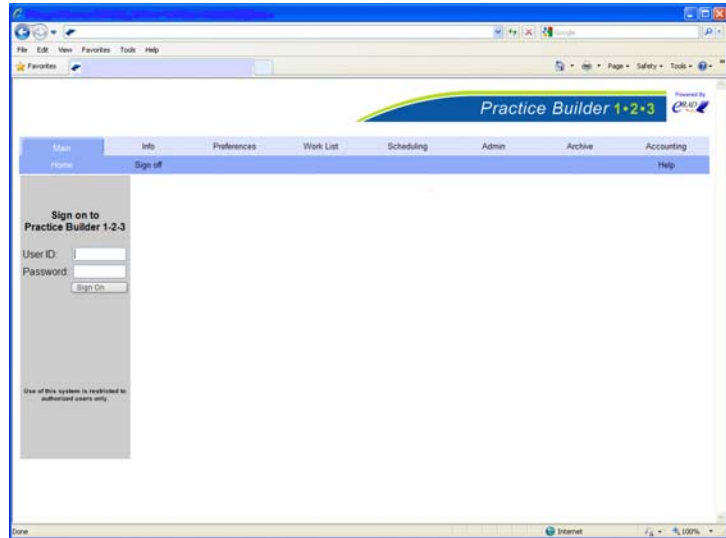 Google
File Edit View Favorites Tools Help
Favorites
Page Safety Tools
Powered By
Practice Builder 1•2•3 eRAD
Main Info Preferences Work List Scheduling Admin Archive Accounting
Home Sign off Help
Sign on to
Practice Builder 1-2-3
User ID:
Password:
Sign On
Use of this system is restricted to
authorized users only.
Done Internet 100%